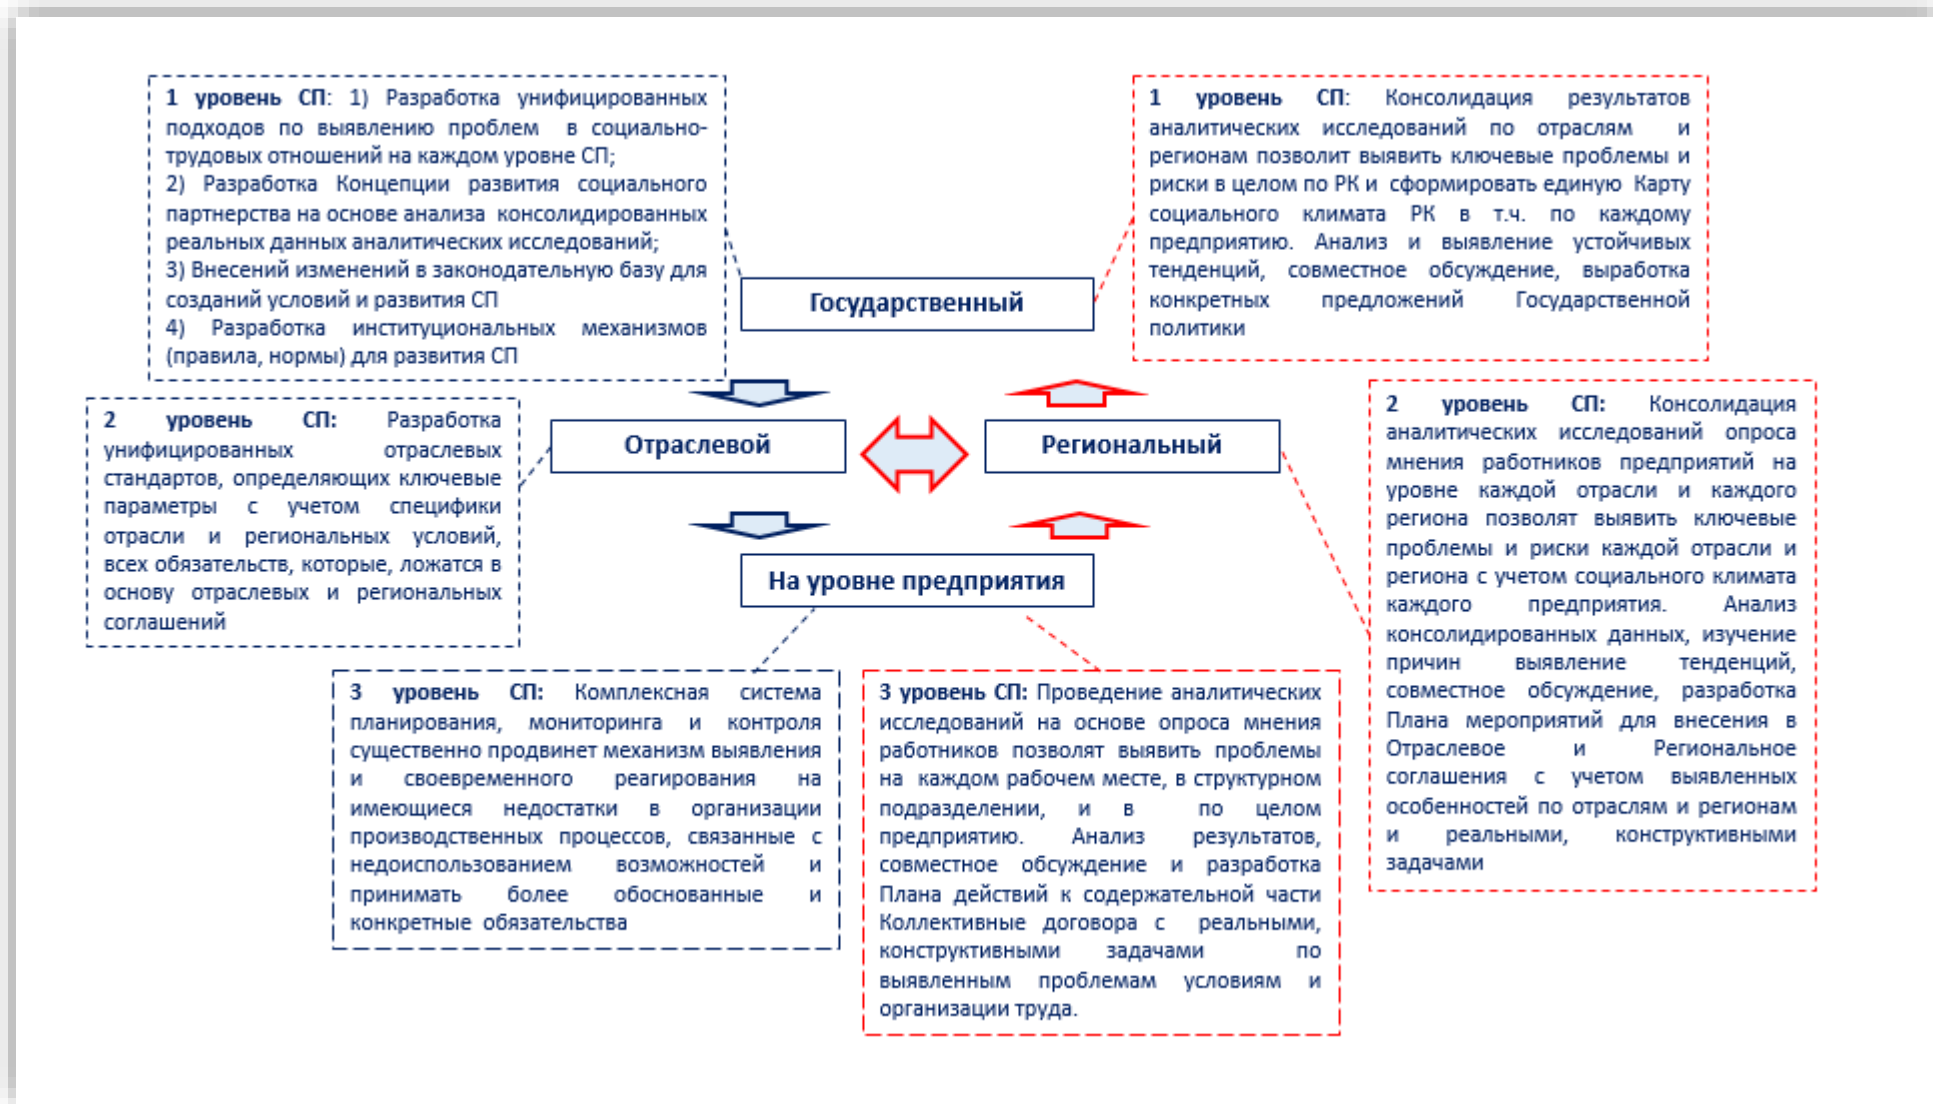 1 уровень СП: 1) Разработка унифицированных
подходов по выявлению проблем в социально-
трудовых отношений на каждом уровне СП;
2) Разработка Концепции развития социального
партнерства на основе анализа консолидированных
реальных данных аналитических исследований;
3) Внесений изменений в законодательную базу для
созданий условий и развития СП
4) Разработка институциональных механизмов
(правила, нормы) для развития СП
1 уровень СП: Консолидация результатов
аналитических исследований по отраслям и
регионам позволит выявить ключевые проблемы и
риски в целом по РК и сформировать единую Карту
социального климата РК в т.ч. по каждому
предприятию. Анализ и выявление устойчивых
тенденций, совместное обсуждение, выработка
конкретных предложений Государственной
политики
Государственный
2 уровень СП: Разработка
унифицированных отраслевых
стандартов, определяющих ключевые
параметры с учетом специфики
отрасли и региональных условий,
всех обязательств, которые, ложатся в
основу отраслевых и региональных
соглашений
Отраслевой
Региональный
2 уровень СП: Консолидация
аналитических исследований опроса
мнения работников предприятий на
уровне каждой отрасли и каждого
региона позволят выявить ключевые
проблемы и риски каждой отрасли и
региона с учетом социального климата
каждого предприятия. Анализ
консолидированных данных, изучение
причин выявление тенденций,
совместное обсуждение, разработка
Плана мероприятий для внесения в
Отраслевое и Региональное
соглашения с учетом выявленных
особенностей по отраслям и регионам
и реальными, конструктивными
задачами
На уровне предприятия
3 уровень СП: Комплексная система
планирования, мониторинга и контроля
существенно продвинет механизм выявления
и своевременного реагирования на
имеющиеся недостатки в организации
производственных процессов, связанные с
недоиспользованием возможностей и
принимать более обоснованные и
конкретные обязательства
3 уровень СП: Проведение аналитических
исследований на основе опроса мнения
работников позволят выявить проблемы
на каждом рабочем месте, в структурном
подразделении, и в по целом
предприятию. Анализ результатов,
совместное обсуждение и разработка
Плана действий к содержательной части
Коллективные договора с реальными,
конструктивными задачами по
выявленным проблемам условиям и
организации труда.